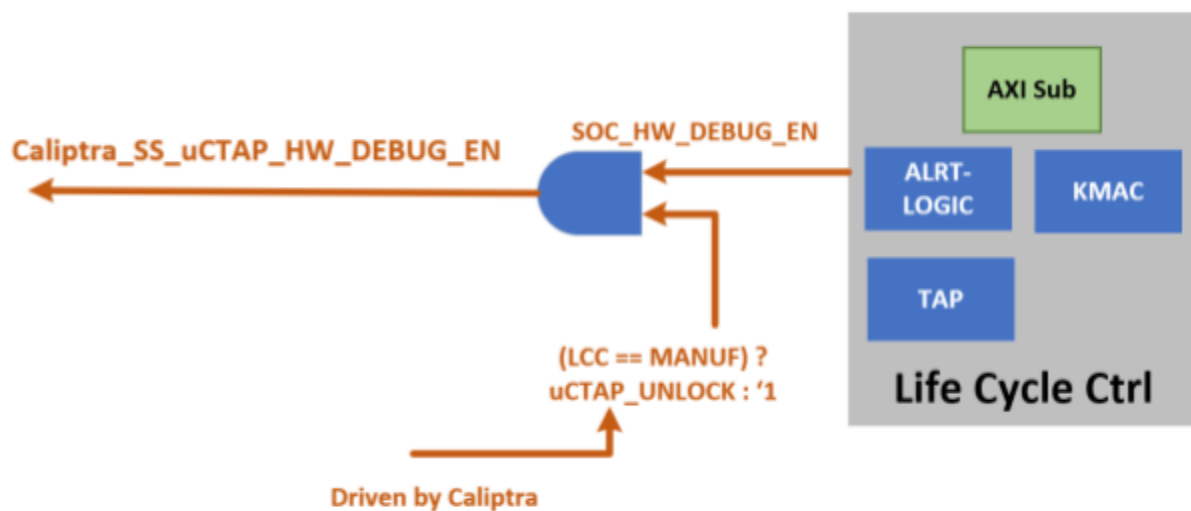 AXI Sub
SOC_HW_DEBUG_EN
Caliptra_SS_uCTAP_HW_DEBUG_EN
ALRT-
LOGIC
KMAC
TAP
(LCC == MANUF) ?
uCTAP_UNLOCK : ‘1
Life Cycle Ctrl
Driven by Caliptra